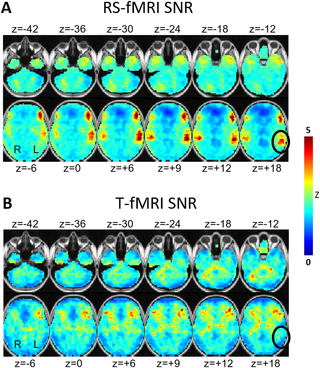 A
RS-fMRI SNR
z=-42 z=-36 z=-30 z=-24 z=-18 z=-12
R L
z=-6 z=0 z=+6 z=+9 z=+12 z=+18
5
Z
0
B
T-fMRI SNR
z=-42 z=-36 z=-30 z=-24 z=-18 z=-12
R L
z=-6 z=0 z=+6 z=+9 z=+12 z=+18